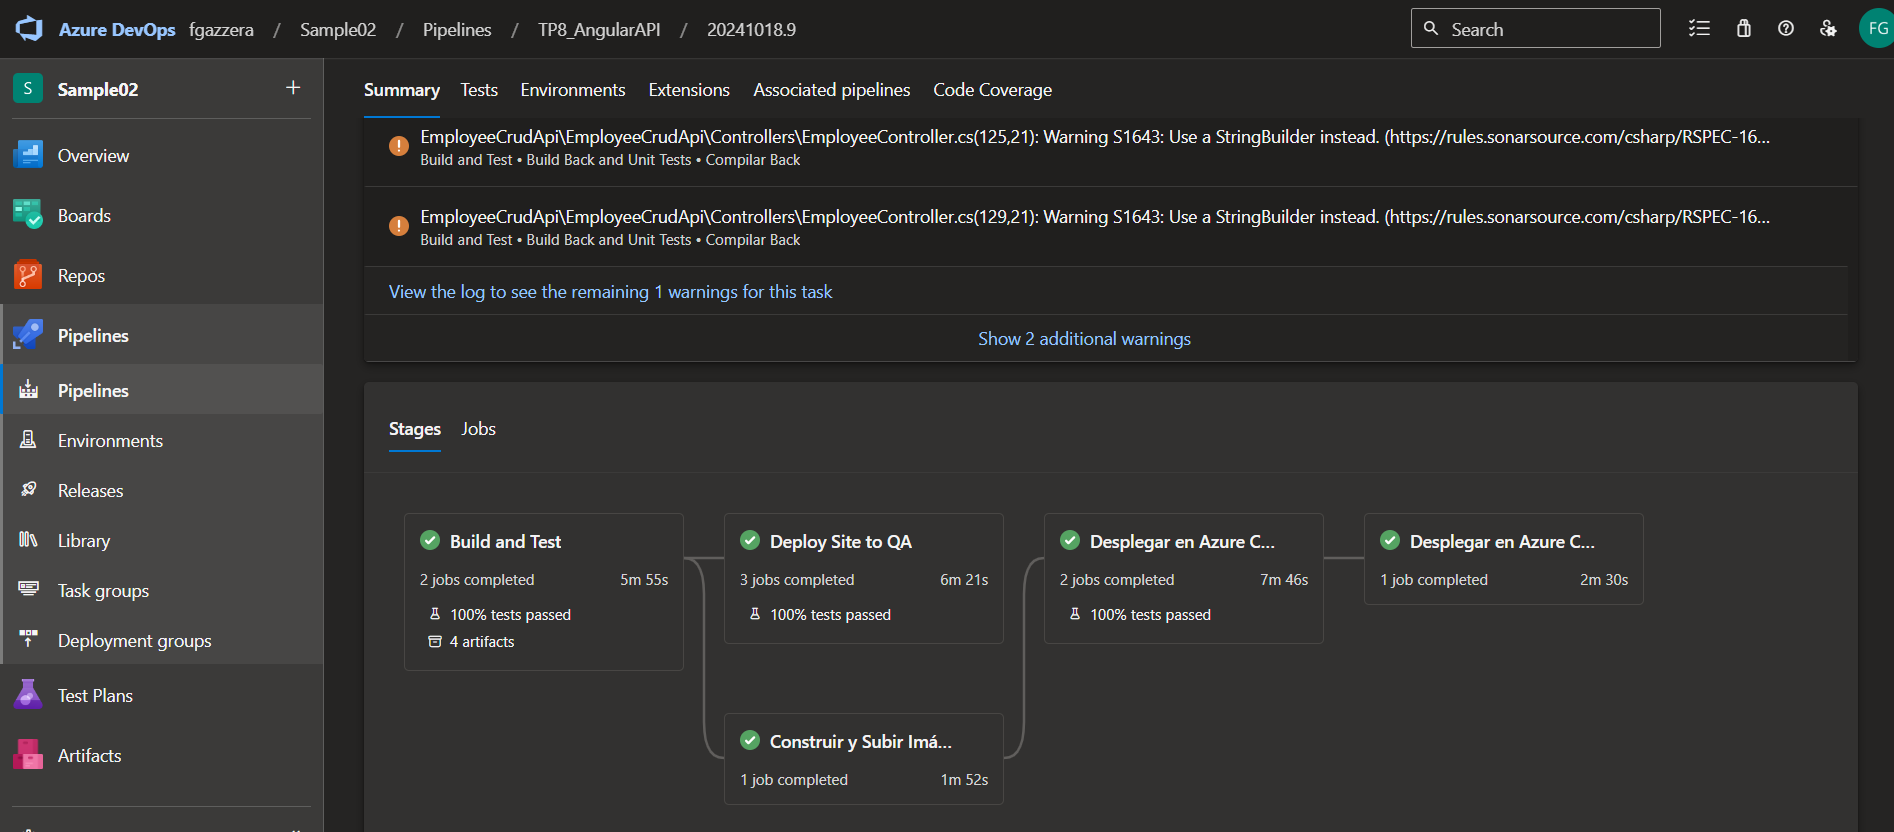 Azure DevOps fgazzera / Sample02 / Pipelines / TP8_AngularAPI / 20241018.9
Search
FG
S Sample02 +
Overview
Boards
Repos
Pipelines
Pipelines
Environments
Releases
Library
Task groups
Deployment groups
Test Plans
Artifacts
Summary Tests Environments Extensions Associated pipelines Code Coverage
EmployeeCrudApi\EmployeeCrudApi\Controllers\EmployeeController.cs(125,21): Warning S1643: Use a StringBuilder instead. (https://rules.sonarsource.com/csharp/RSPEC-16...
Build and Test • Build Back and Unit Tests • Compilar Back
EmployeeCrudApi\EmployeeCrudApi\Controllers\EmployeeController.cs(129,21): Warning S1643: Use a StringBuilder instead. (https://rules.sonarsource.com/csharp/RSPEC-16...
Build and Test • Build Back and Unit Tests • Compilar Back
View the log to see the remaining 1 warnings for this task
Show 2 additional warnings
Stages Jobs
Build and Test
2 jobs completed 5m 55s
100% tests passed
4 artifacts
Deploy Site to QA
3 jobs completed 6m 21s
100% tests passed
Desplegar en Azure C...
2 jobs completed 7m 46s
100% tests passed
Desplegar en Azure C...
1 job completed 2m 30s
Construir y Subir Imá...
1 job completed 1m 52s